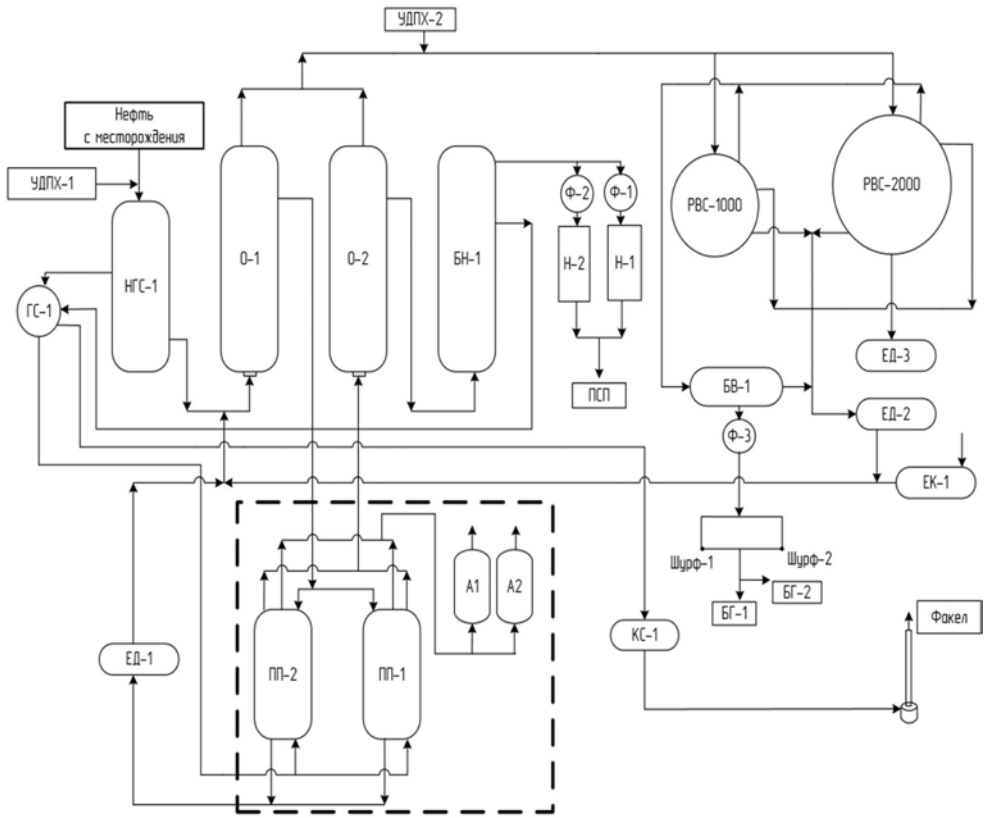 УДПХ-2
Нефть
с месторождения
УДПХ-1
НГС-1
ГС-1
О-1
О-2
БН-1
Ф-2
Ф-1
Н-2
Н-1
ПСП
РВС-1000
РВС-2000
ЕД-3
БВ-1
ЕД-2
Ф-3
ЕК-1
Шурф-1
Шурф-2
БГ-2
БГ-1
А1
А2
КС-1
Факел
ЕД-1
ПП-2
ПП-1